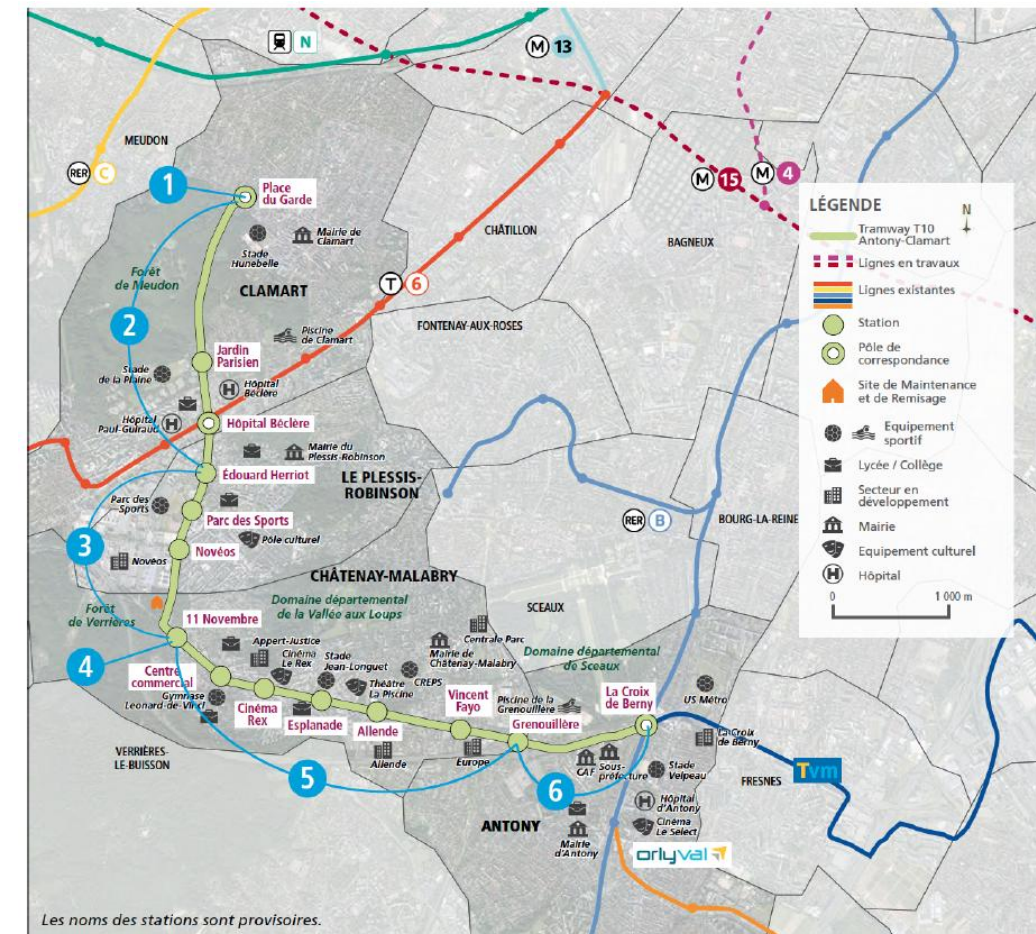 N
M 13
MEUDON
RER C
1
Place
du Garde
Mairie de
Clamart
Stade
Hunebelle
Forêt
de Meudon
CLAMART
CHÂTILLON
M 15
M 4
BAGNEUX
T 6
2
FONTENAY-AUX-ROSES
Piscine
de Clamart
Jardin
Parisien
Stade
de la Plaine
Hôpital
Béclère
Hôpital
Paul-Guiraud
Hôpital Béclère
Mairie du
Plessis-Robinson
Édouard Herriot
LE PLESSIS-
ROBINSON
Parc des
Sports
Parc des Sports
Pôle culturel
3
Novéos
Novéos
RER B
BOURG-LA-REINE
CHÂTENAY-MALABRY
Forêt
de Verrières
Domaine départemental
de la Vallée aux Loups
SCEAUX
11 Novembre
4
Appert-Justice
Cinéma
Le Rex
Stade
Jean-Longuet
Centrale Parc
Mairie de
Châtenay-Malabry
Domaine départemental
de Sceaux
Centre
commercial
Théâtre
La Piscine
CREPS
Gymnase
Leonard-de-Vinci
Cinéma
Rex
Esplanade
Allende
Vincent
Fayo
Piscine de la
Grenouillère
Grenouillère
La Croix
de Berny
US Métro
La Croix
de Berny
VERRIÈRES-
LE-BUISSON
Allende
Europe
5
6
CAF
Sous-
préfecture
Stade
Velpeau
FRESNES
Tvm
Hôpital
d'Antony
ANTONY
Mairie
d'Antony
Cinéma
Le Select
orlyval
LÉGENDE
N
Tramway T10
Antony-Clamart
Lignes en travaux
Lignes existantes
Station
Pôle de
correspondance
Site de Maintenance
et de Remisage
Equipement
sportif
Lycée / Collège
Secteur en
développement
Mairie
Equipement culturel
H Hôpital
0 1 000 m
Les noms des stations sont provisoires.